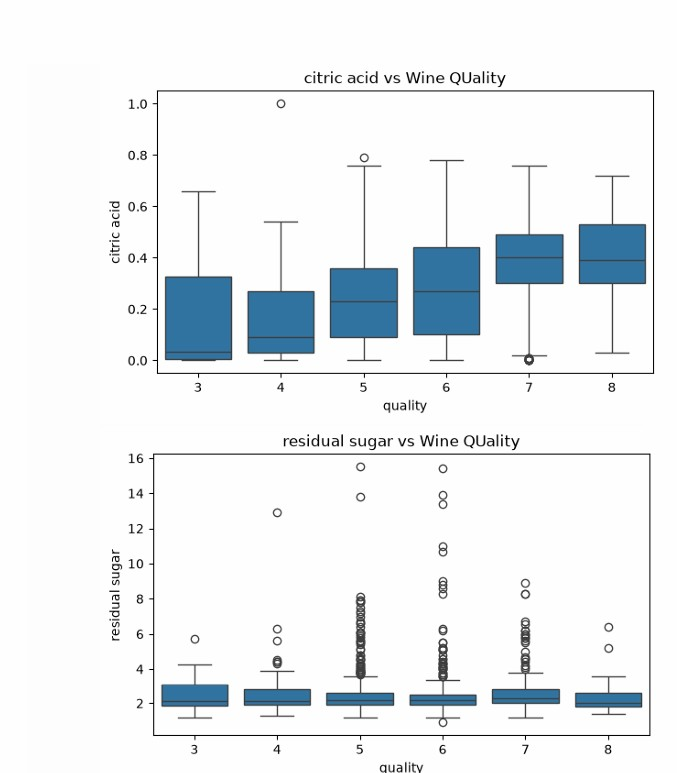 citric acid vs Wine QUality
1.0
0.8
0.6
0.4
0.2
0.0
citric acid
3 4 5 6 7 8
quality
residual sugar vs Wine QUality
16
14
12
10
8
6
4
2
residual sugar
3 4 5 6 7 8
quality